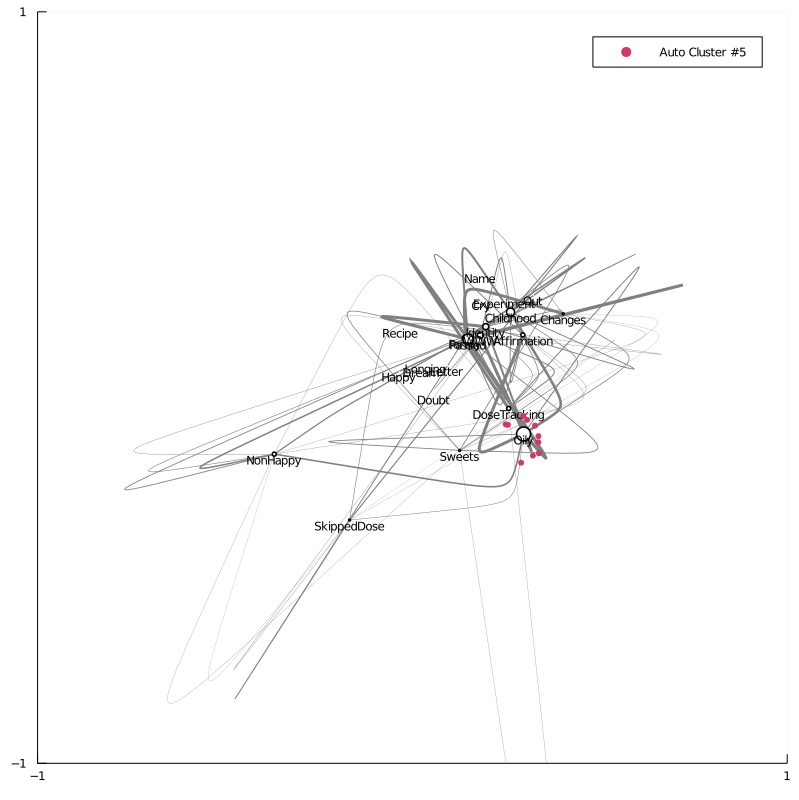 1
Auto Cluster #5
Name
Experiment
Out
Cry
Childhood
Changes
Identity
Recipe
Affirmation
Longing
Happy
Doubt
DoseTracking
Oily
Sweets
NonHappy
SkippedDose
−1
−1
1